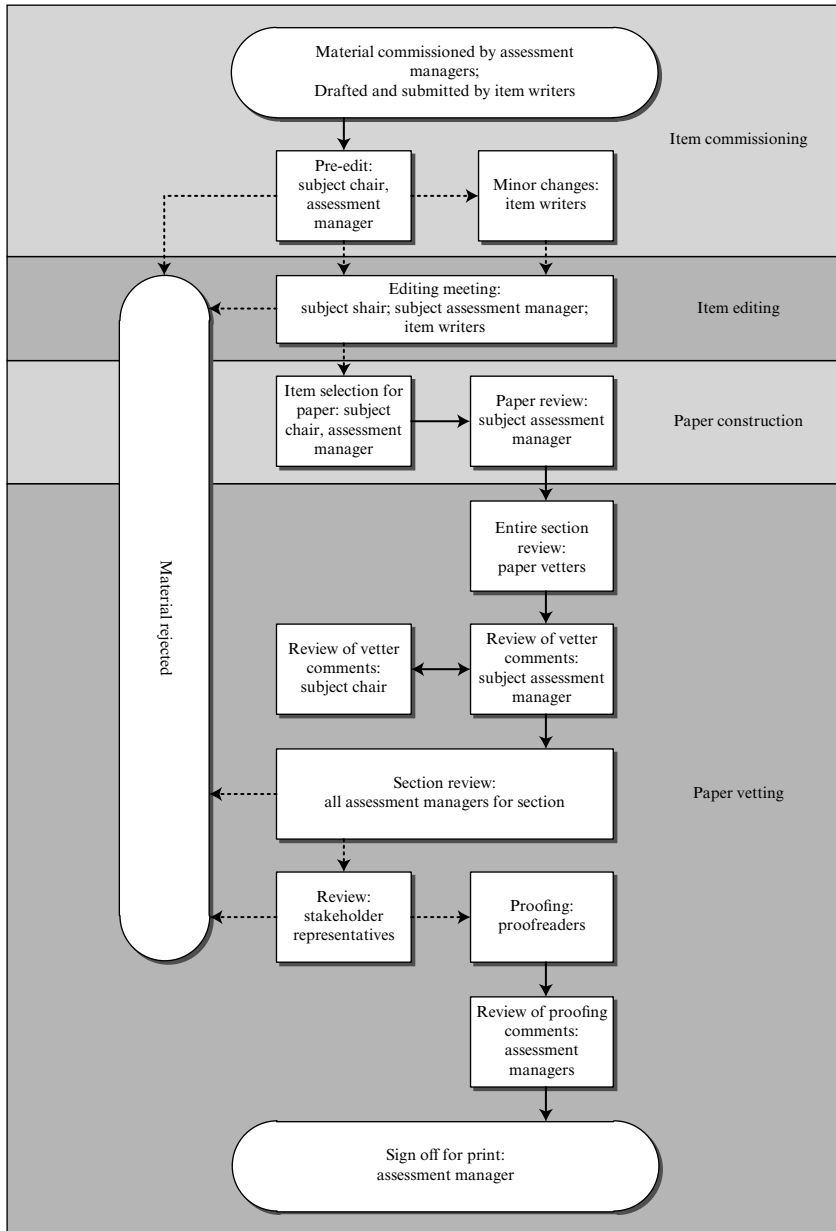 Material commissioned by assessment
managers;
Drafted and submitted by item writers
Item commissioning
Pre-edit:
subject chair,
assessment
manager
Minor changes:
item writers
Editing meeting:
subject shair; subject assessment manager;
item writers
Item editing
Item selection for
paper: subject
chair, assessment
manager
Paper review:
subject assessment
manager
Paper construction
Entire section
review:
paper vetters
Material rejected
Review of vetter
comments:
subject chair
Review of vetter
comments:
subject assessment
manager
Section review:
all assessment managers for section
Paper vetting
Review:
stakeholder
representatives
Proofing:
proofreaders
Review of proofing
comments:
assessment
managers
Sign off for print:
assessment manager